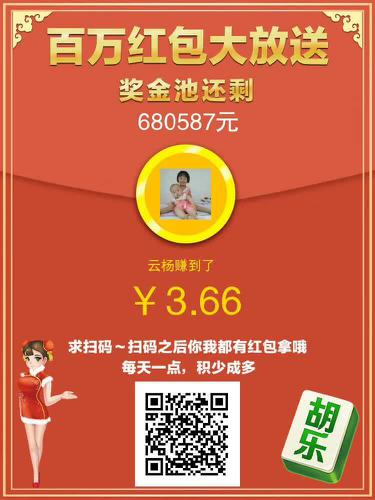 百万红包大放送
奖金池还剩
680587元
云杨赚到了
￥3.66
求扫码～扫码之后你我都有红包拿哦
每天一点，积少成多
胡乐